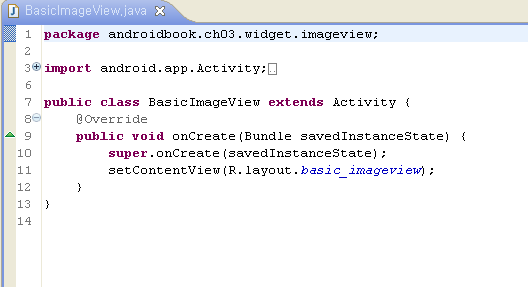 BasicImageView.java
1 package androidbook.ch03.widget.imageview;
2
3 import android.app.Activity;
6
7 public class BasicImageView extends Activity {
8 @Override
9 public void onCreate(Bundle savedInstanceState) {
10 super.onCreate(savedInstanceState);
11 setContentView(R.layout.basic_imageview);
12 }
13 }
14